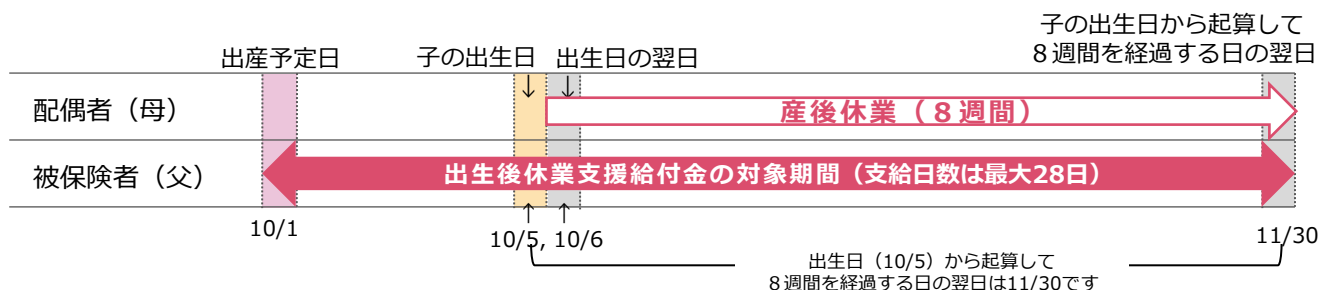 子の出生日から起算して
８週間を経過する日の翌日
出産予定日
子の出生日
出生日の翌日
配偶者（母）
産後休業（８週間）
被保険者（父）
出生後休業支援給付金の対象期間（支給日数は最大28日）
10/1
10/5, 10/6
11/30
出生日（10/5）から起算して
８週間を経過する日の翌日は11/30です